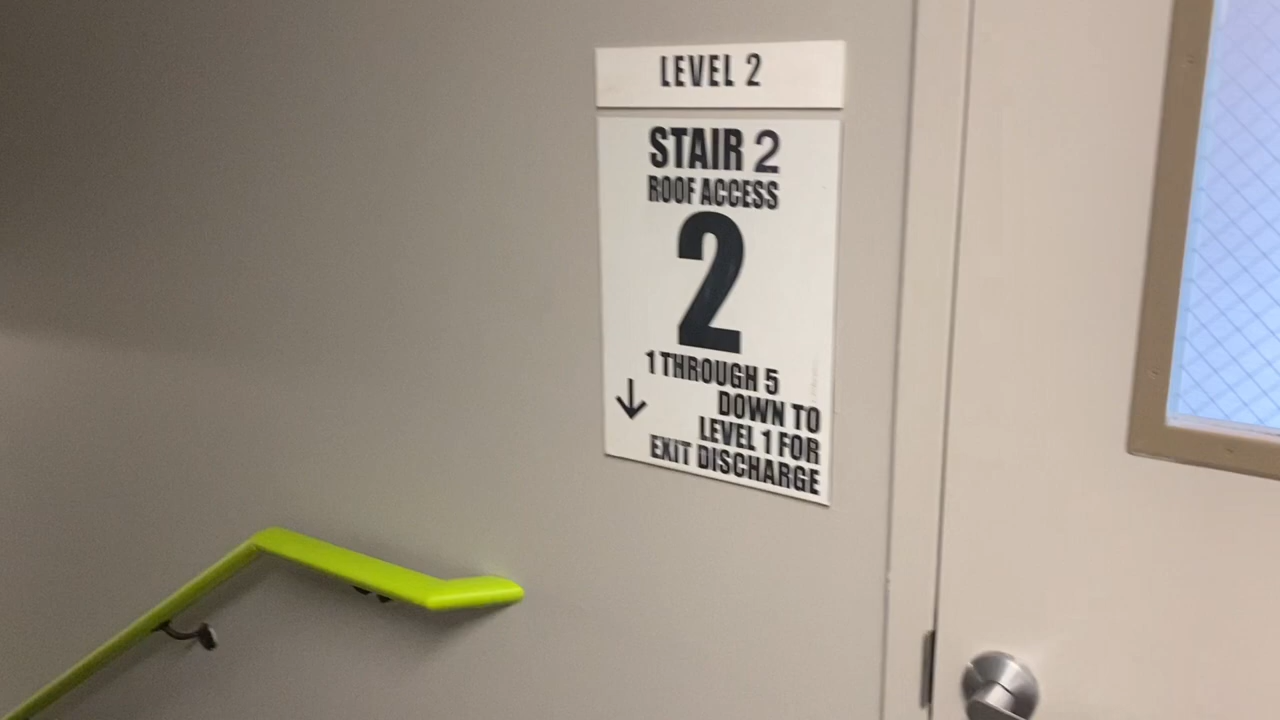 LEVEL 2
STAIR 2
ROOF ACCESS
2
1 THROUGH 5
DOWN TO
LEVEL 1 FOR
EXIT DISCHARGE